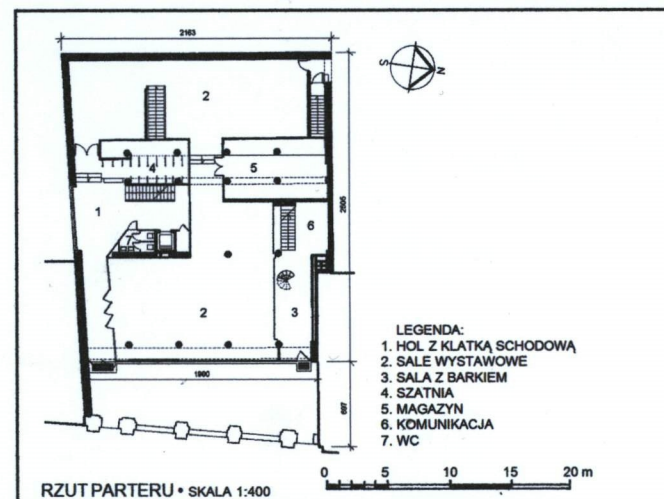 2163
S
N
2
4
5
1
6
2505
2
3
LEGENDA:
1. HOL Z KLATKĄ SCHODOWĄ
2. SALE WYSTAWOWE
3. SALA Z BARKIEM
4. SZATNIA
5. MAGAZYN
6. KOMUNIKACJA
7. WC
1980
697
0 5 10 15 20 m
RZUT PARTERU • SKALA 1:400